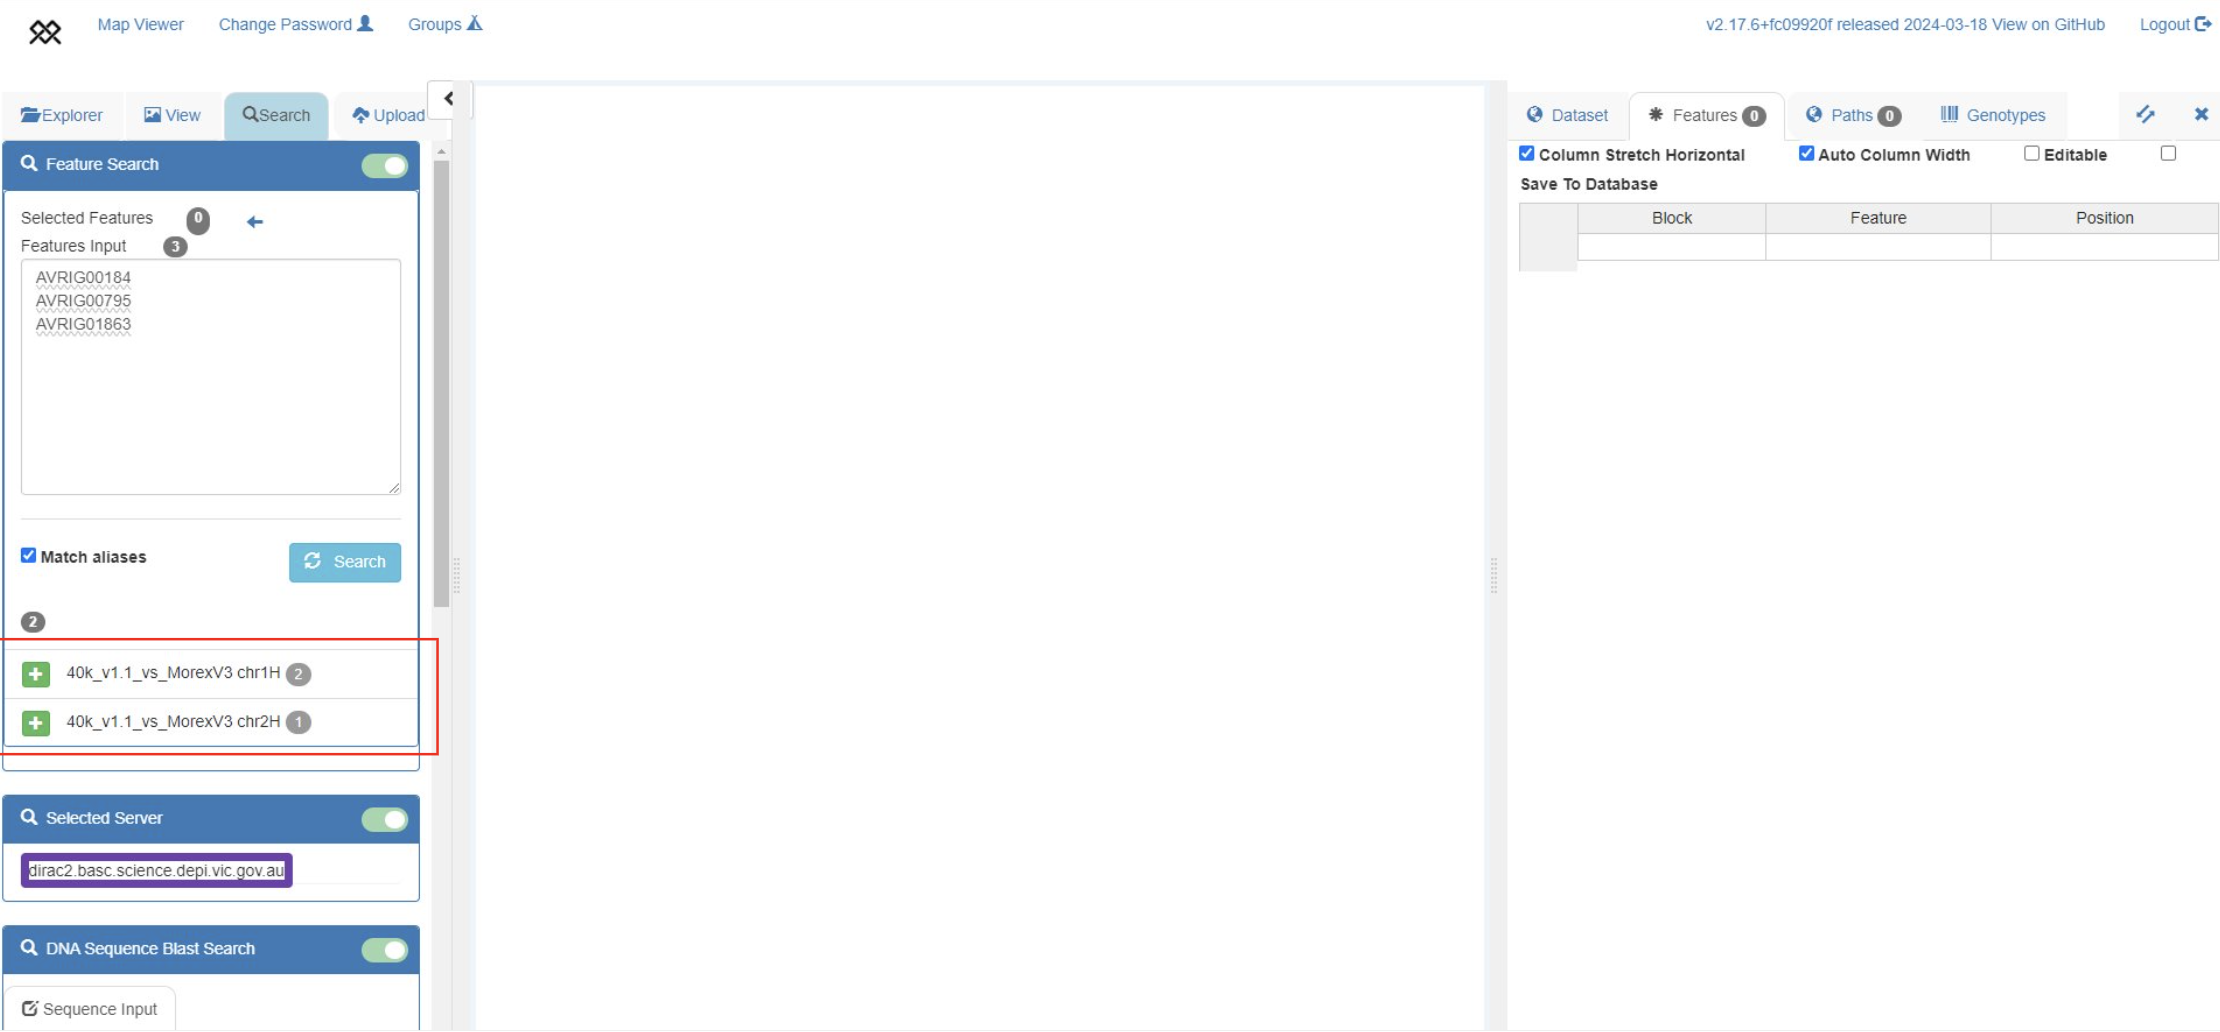 Map Viewer Change Password Groups v2.17.6+fc09920f released 2024-03-18 View on GitHub Logout
Explorer View Search Upload
Feature Search
Selected Features 0
Features Input 3
AVRIG00184
AVRIG00795
AVRIG01863
Match aliases Search
2
40k_v1.1_vs_MorexV3 chr1H 2
40k_v1.1_vs_MorexV3 chr2H 1
Selected Server
dirac2.basc.science.depi.vic.gov.au
DNA Sequence Blast Search
Sequence Input
Dataset Features 0 Paths 0 Genotypes
Column Stretch Horizontal Auto Column Width Editable
Save To Database
Block Feature Position